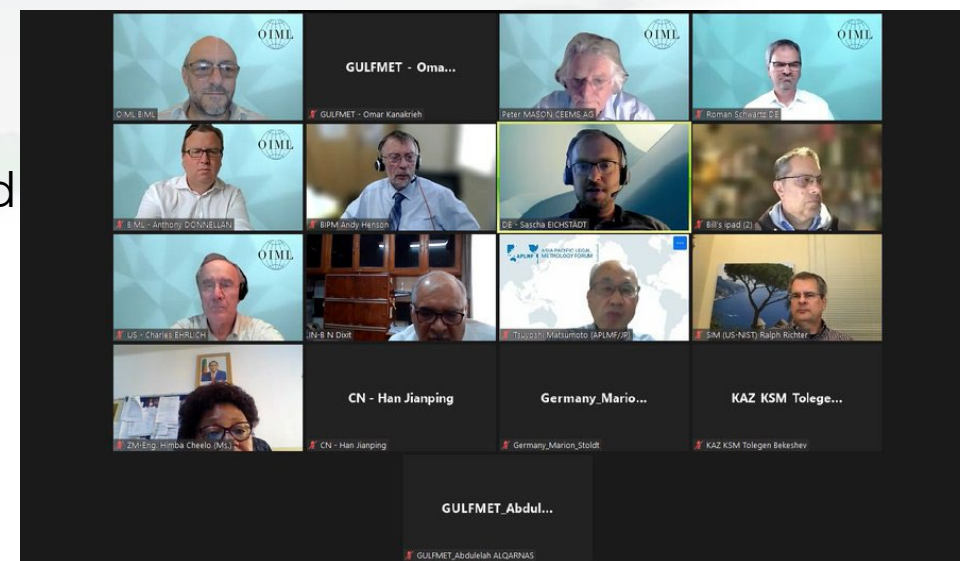 d
OIML
OIML BIML
GULFMET - Oma...
GULFMET - Omar Kanakrieh
OIML
Peter MASON CEEMS AG
OIML
Roman Schwartz DE
OIML
BIML - Anthony DONNELLAN
BIPM Andy Henson
DE - Sascha EICHSTÄDT
Bill's ipad (2)
OIML
US - Charles EHRLICH
IN-B N Dixit
APLMF
ASIA-PACIFIC LEGAL
METROLOGY FORUM
Tsuyoshi Matsumoto (APLMF/JP)
SIM (US-NIST) Ralph Richter
ZM-Eng. Himba Cheelo (Ms.)
CN - Han Jianping
CN - Han Jianping
Germany_Mario...
Germany_Marion_Stoldt
KAZ KSM Tolege...
KAZ KSM Tolegen Bekeshev
GULFMET_Abdul...
GULFMET_Abdulelah ALQARNAS